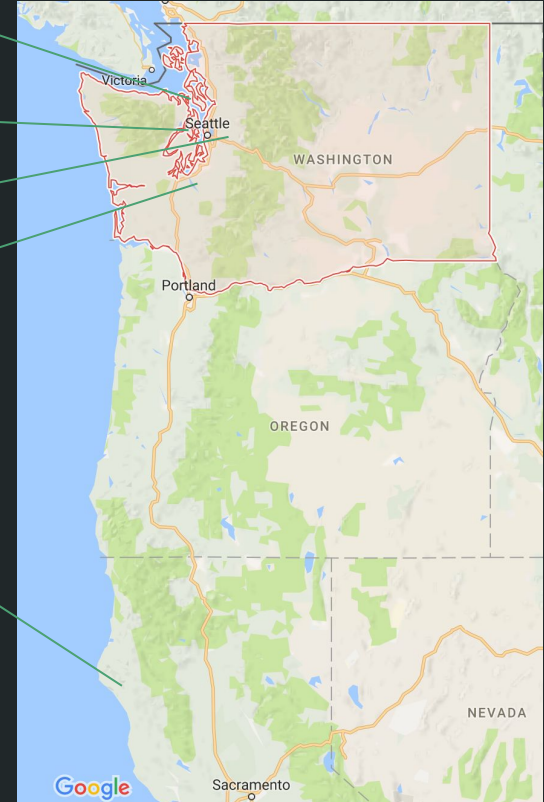 Victoria
Seattle
WASHINGTON
Portland
OREGON
NEVADA
Sacramento
Google